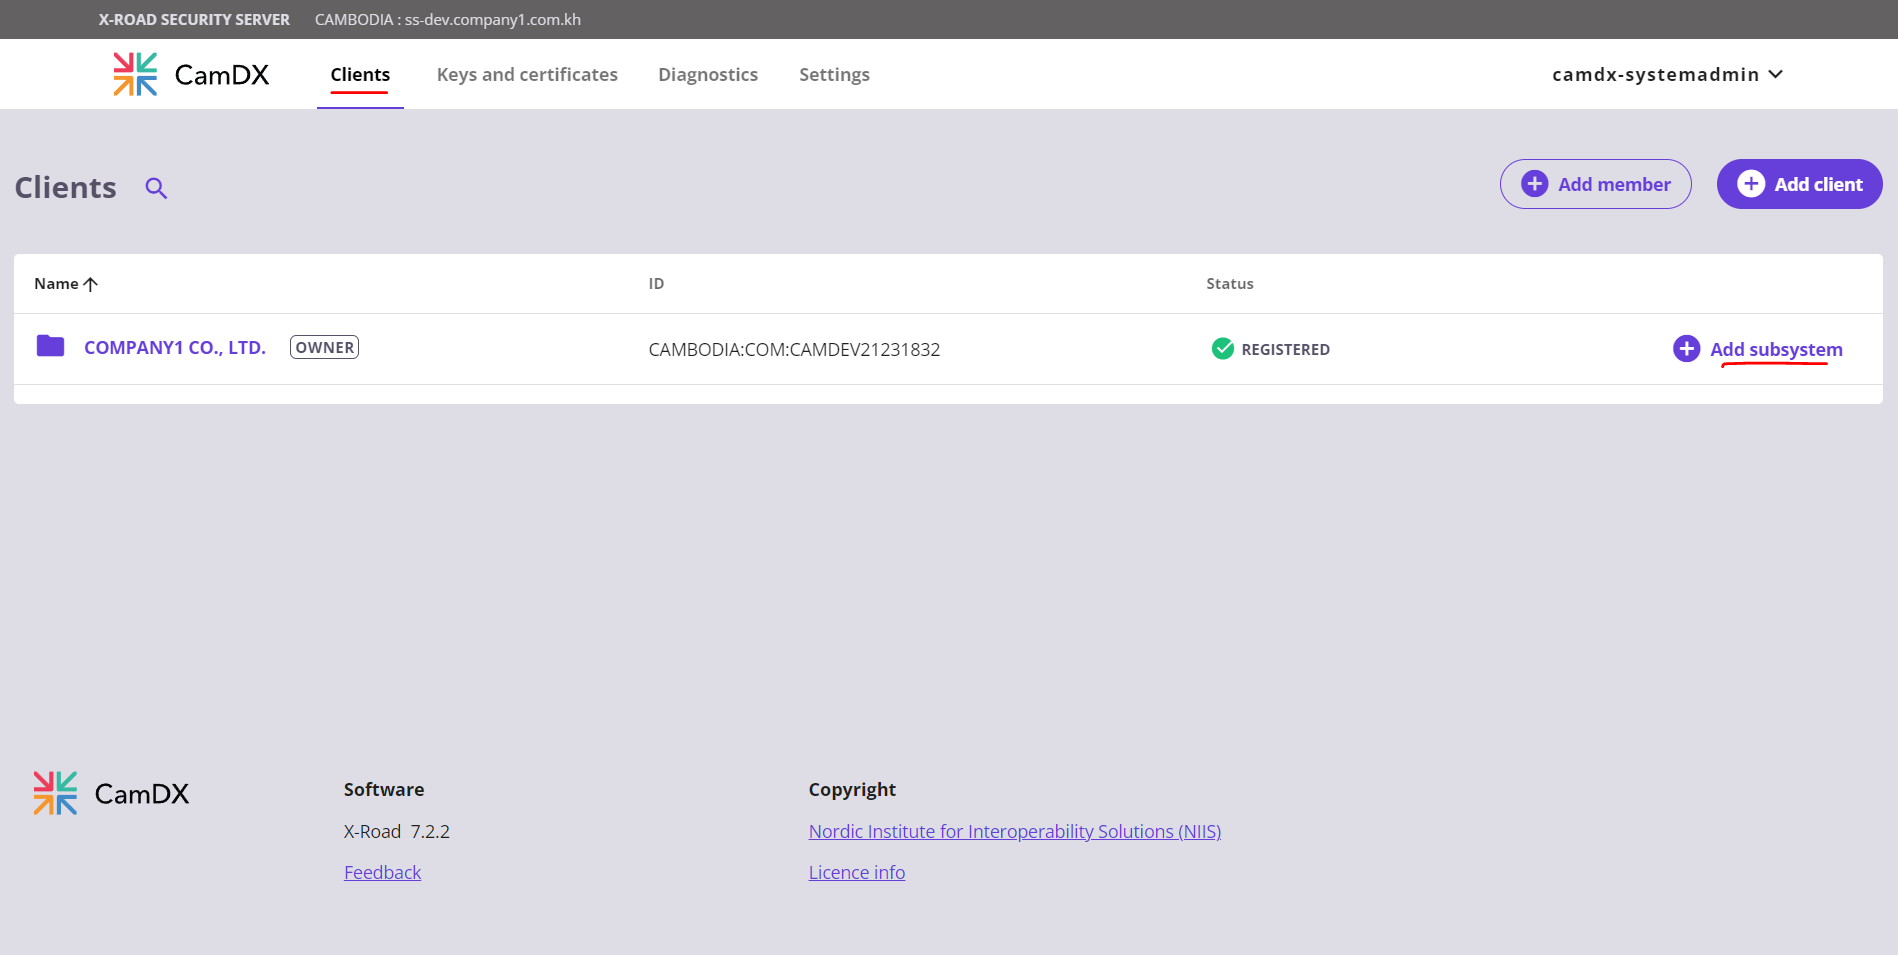 X-ROAD SECURITY SERVER CAMBODIA : ss-dev.company1.com.kh
CamDX Clients Keys and certificates Diagnostics Settings camdx-systemadmin
Clients Add member Add client
Name ID Status
COMPANY1 CO., LTD. OWNER CAMBODIA:COM:CAMDEV21231832 REGISTERED Add subsystem
CamDX
Software
X-Road 7.2.2
Feedback
Copyright
Nordic Institute for Interoperability Solutions (NIIS)
Licence info